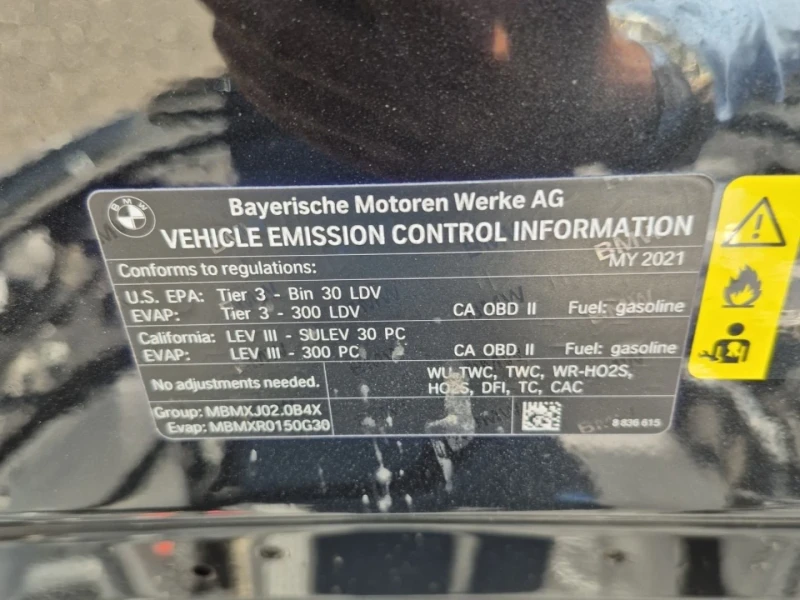 BMW
Bayerische Motoren Werke AG
VEHICLE EMISSION CONTROL INFORMATION
MY 2021
Conforms to regulations:
U.S. EPA: Tier 3 - Bin 30 LDV
EVAP: Tier 3 - 300 LDV CA OBD II Fuel: gasoline
California: LEV III - SULEV 30 PC
EVAP: LEV III - 300 PC CA OBD II Fuel: gasoline
No adjustments needed.
WU-TWC, TWC, WR-HO2S,
HO2S, DFI, TC, CAC
Group: MBMXJ02.0B4X
Evap: MBMXR0150G30
8 836 615